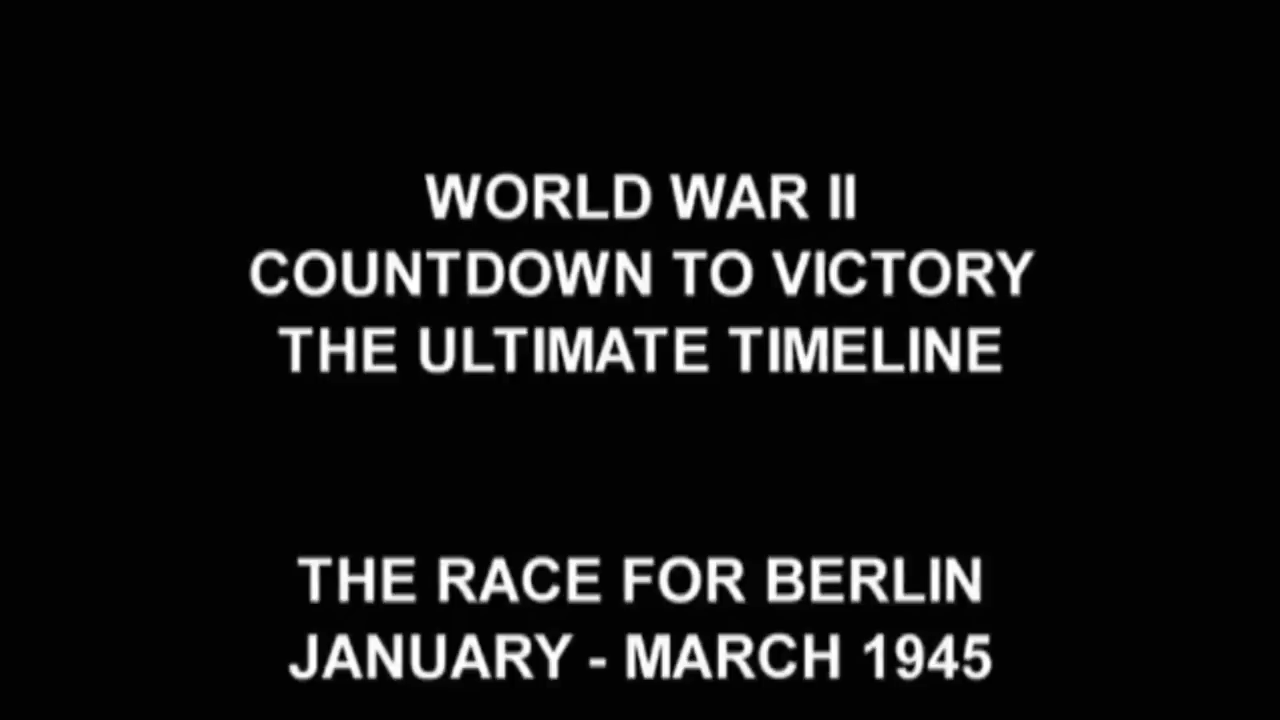 WORLD WAR II
COUNTDOWN TO VICTORY
THE ULTIMATE TIMELINE
THE RACE FOR BERLIN
JANUARY - MARCH 1945